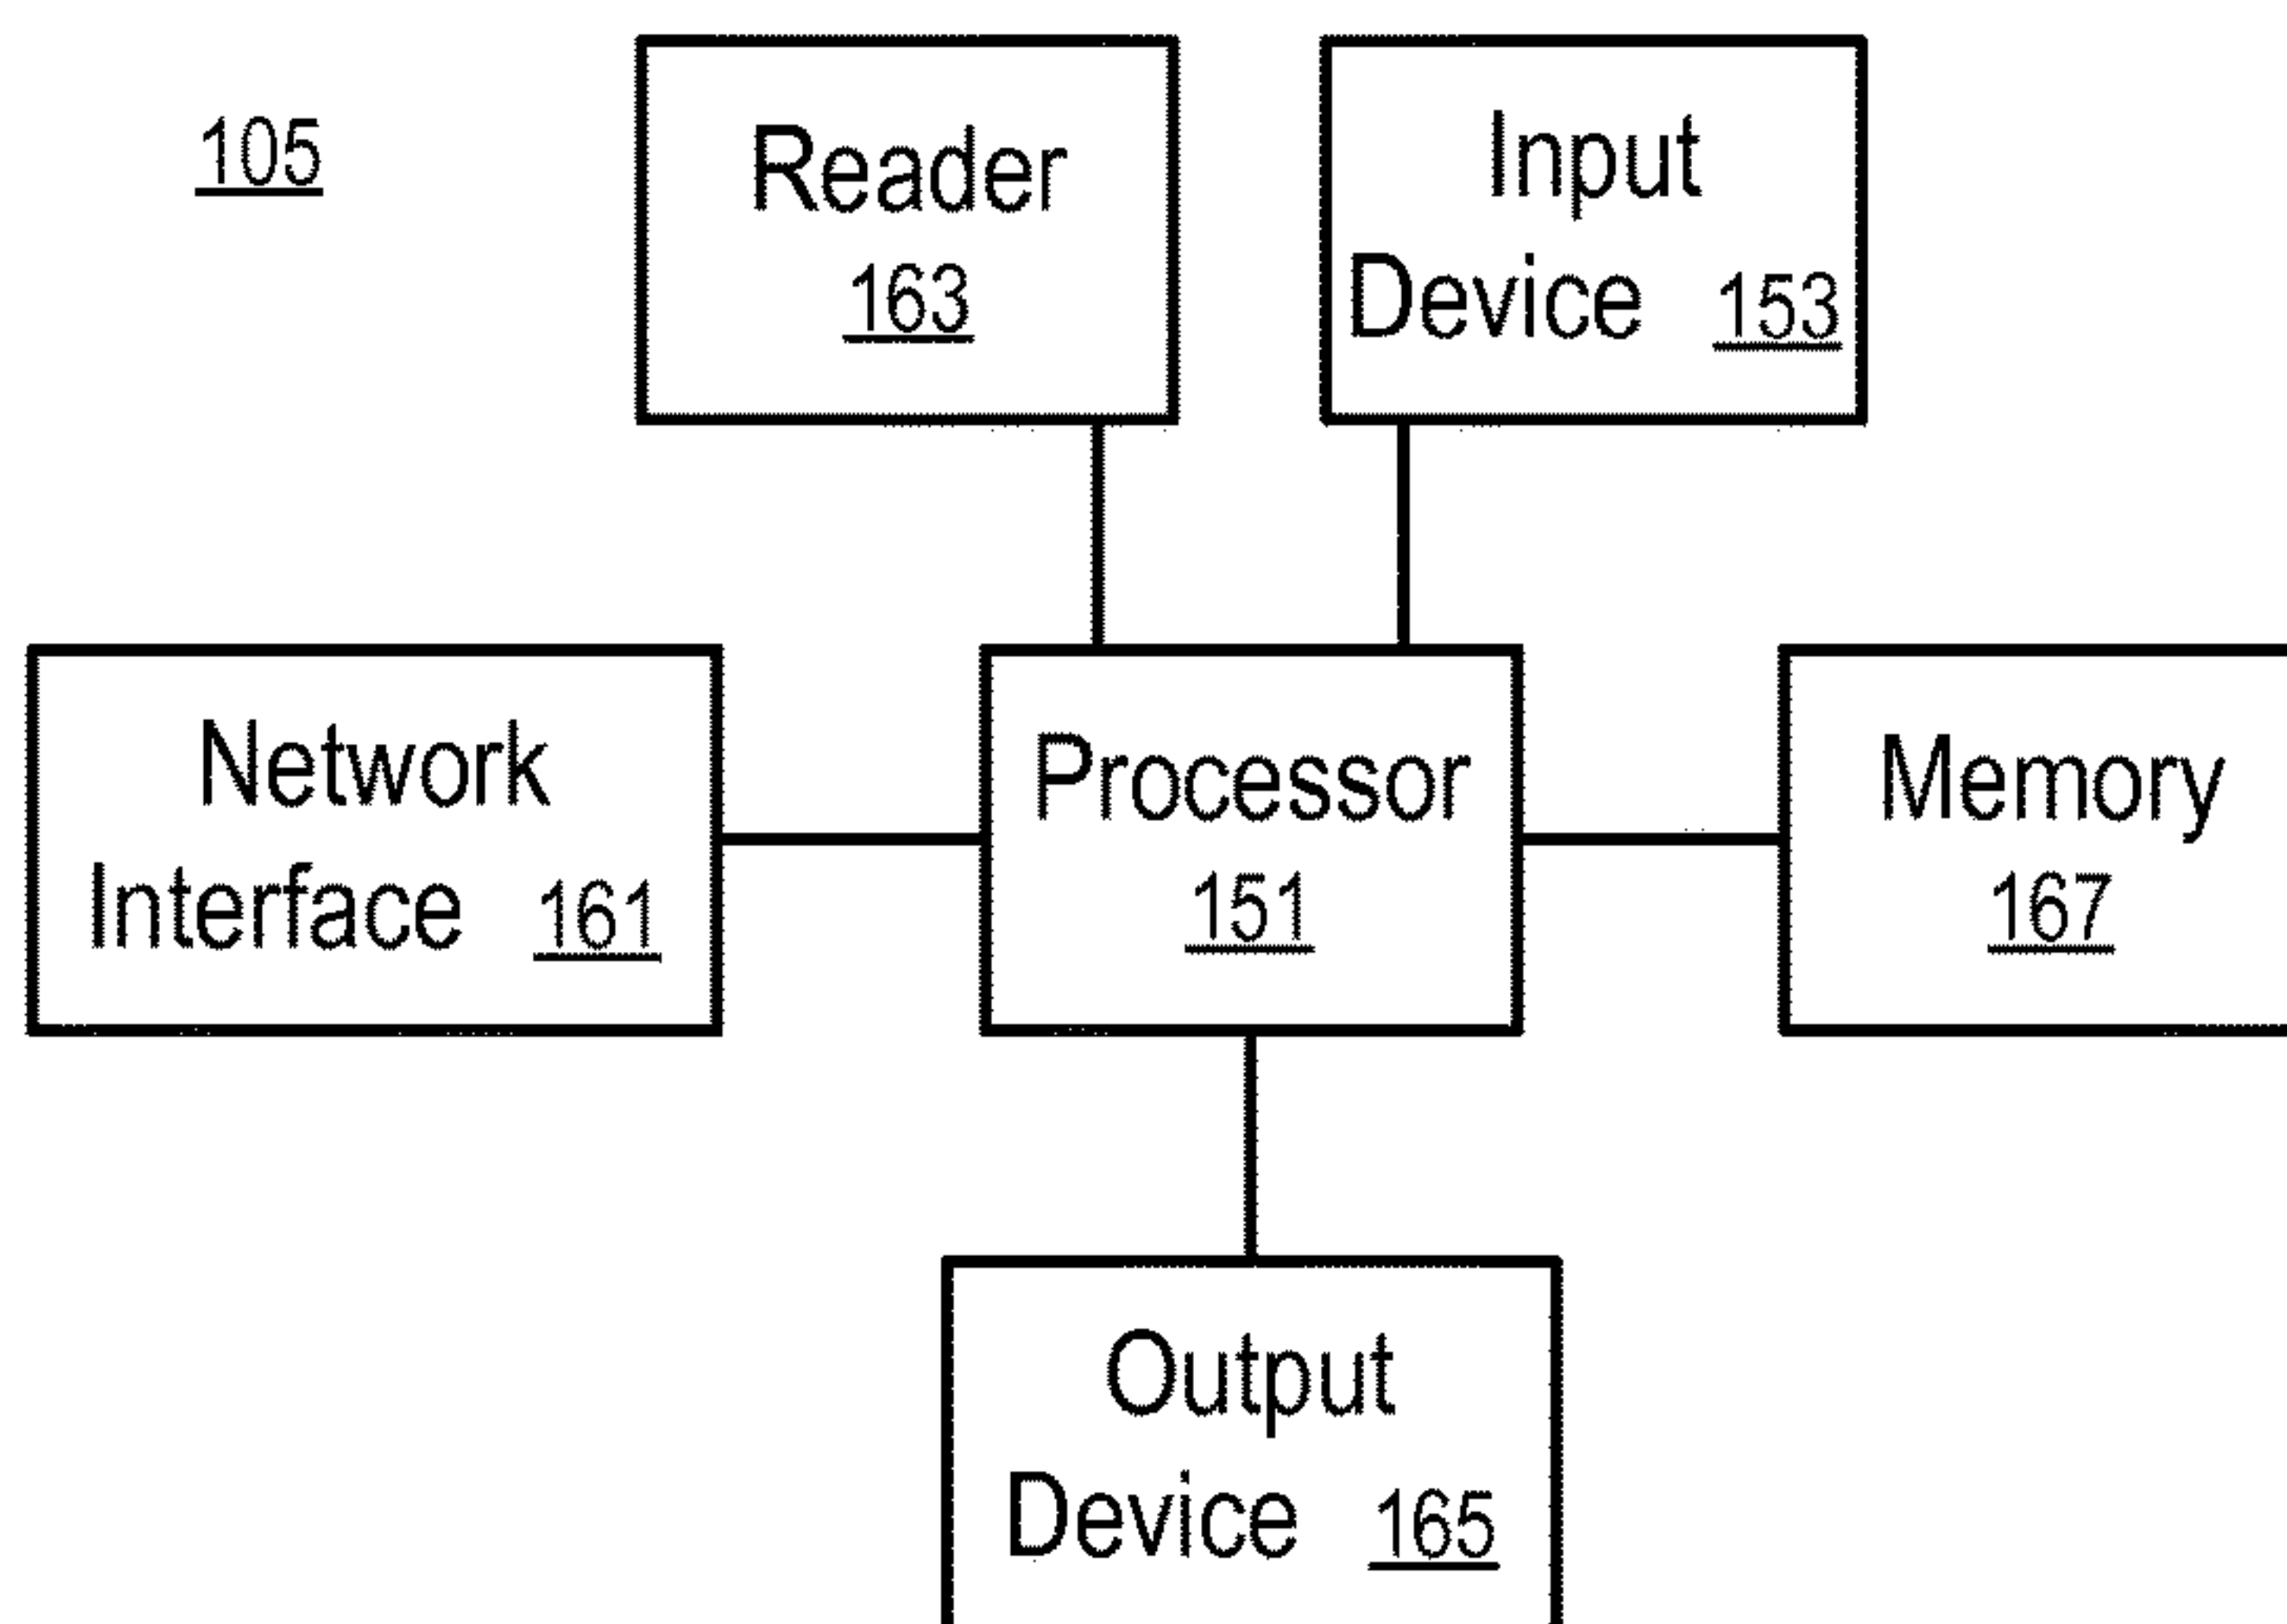 105
Reader
163
Input
Device 153
Network
Interface 161
Processor
151
Memory
167
Output
Device 165